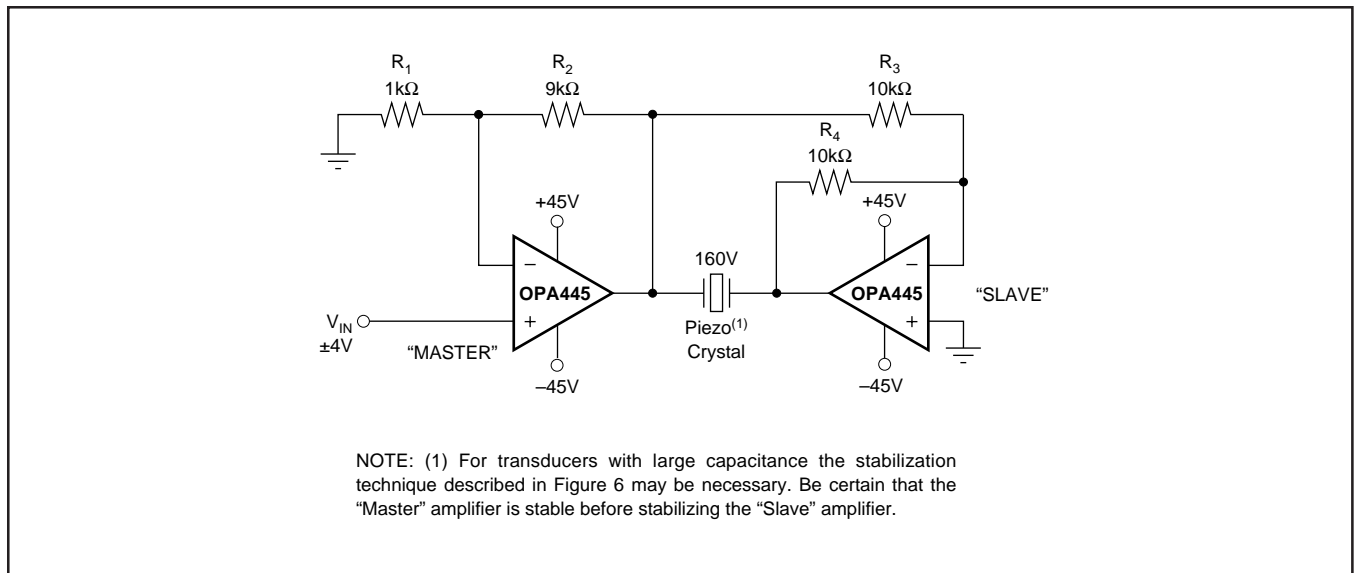 R1
1kΩ
R2
9kΩ
R3
10kΩ
R4
10kΩ
+45V
+45V
160V
–
–
OPA445
OPA445
"SLAVE"
VIN
±4V
+
+
"MASTER"
Piezo(1)
Crystal
–45V
–45V
NOTE: (1) For transducers with large capacitance the stabilization
technique described in Figure 6 may be necessary. Be certain that the
"Master" amplifier is stable before stabilizing the "Slave" amplifier.